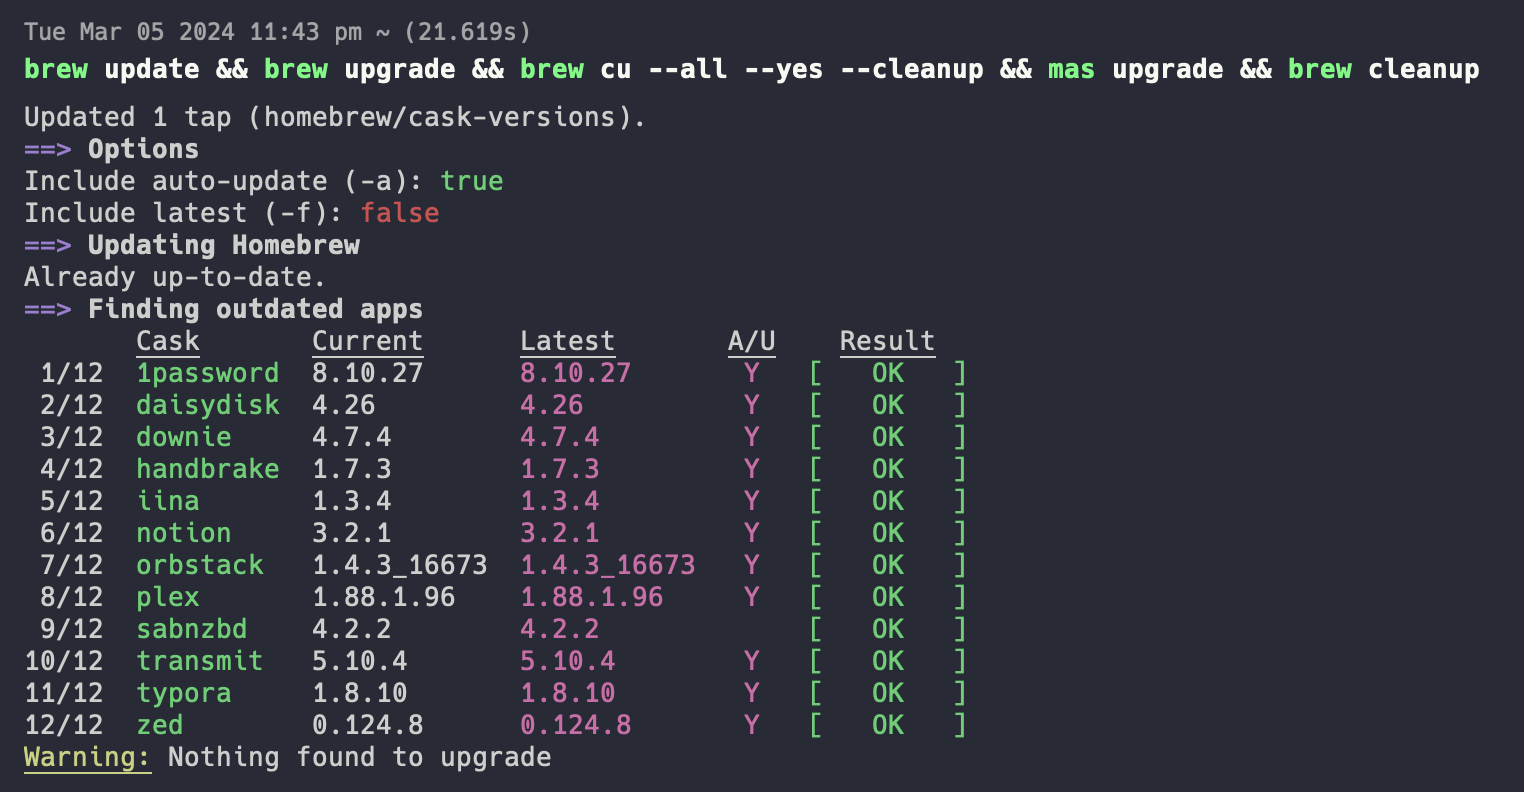 Tue Mar 05 2024 11:43 pm ~ (21.619s)
brew update && brew upgrade && brew cu --all --yes --cleanup && mas upgrade && brew cleanup
Updated 1 tap (homebrew/cask-versions).
==> Options
Include auto-update (-a): true
Include latest (-f): false
==> Updating Homebrew
Already up-to-date.
==> Finding outdated apps
       Cask       Current      Latest       A/U    Result
 1/12  1password  8.10.27      8.10.27       Y   [   OK   ]
 2/12  daisydisk  4.26         4.26          Y   [   OK   ]
 3/12  downie     4.7.4        4.7.4         Y   [   OK   ]
 4/12  handbrake  1.7.3        1.7.3         Y   [   OK   ]
 5/12  iina       1.3.4        1.3.4         Y   [   OK   ]
 6/12  notion     3.2.1        3.2.1         Y   [   OK   ]
 7/12  orbstack   1.4.3_16673  1.4.3_16673   Y   [   OK   ]
 8/12  plex       1.88.1.96    1.88.1.96     Y   [   OK   ]
 9/12  sabnzbd    4.2.2        4.2.2             [   OK   ]
10/12  transmit   5.10.4       5.10.4        Y   [   OK   ]
11/12  typora     1.8.10       1.8.10        Y   [   OK   ]
12/12  zed        0.124.8      0.124.8       Y   [   OK   ]
Warning: Nothing found to upgrade